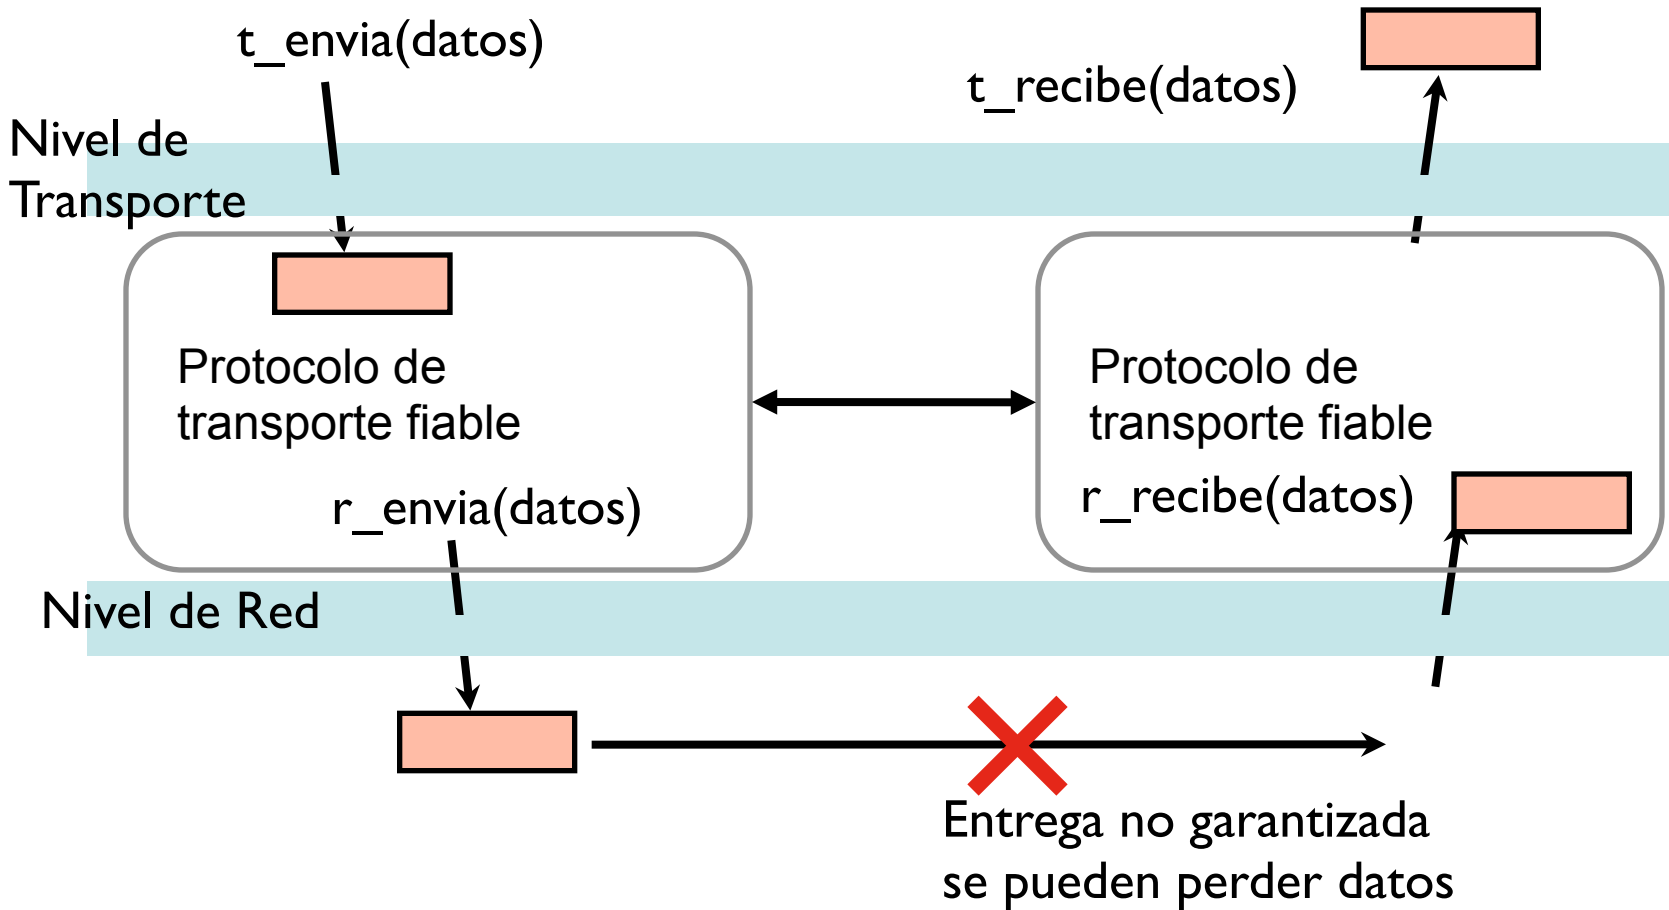 t_envia(datos)
t_recibe(datos)
Nivel de
Transporte
Protocolo de
transporte fiable
r_envia(datos)
Protocolo de
transporte fiable
r_recibe(datos)
Nivel de Red
Entrega no garantizada
se pueden perder datos